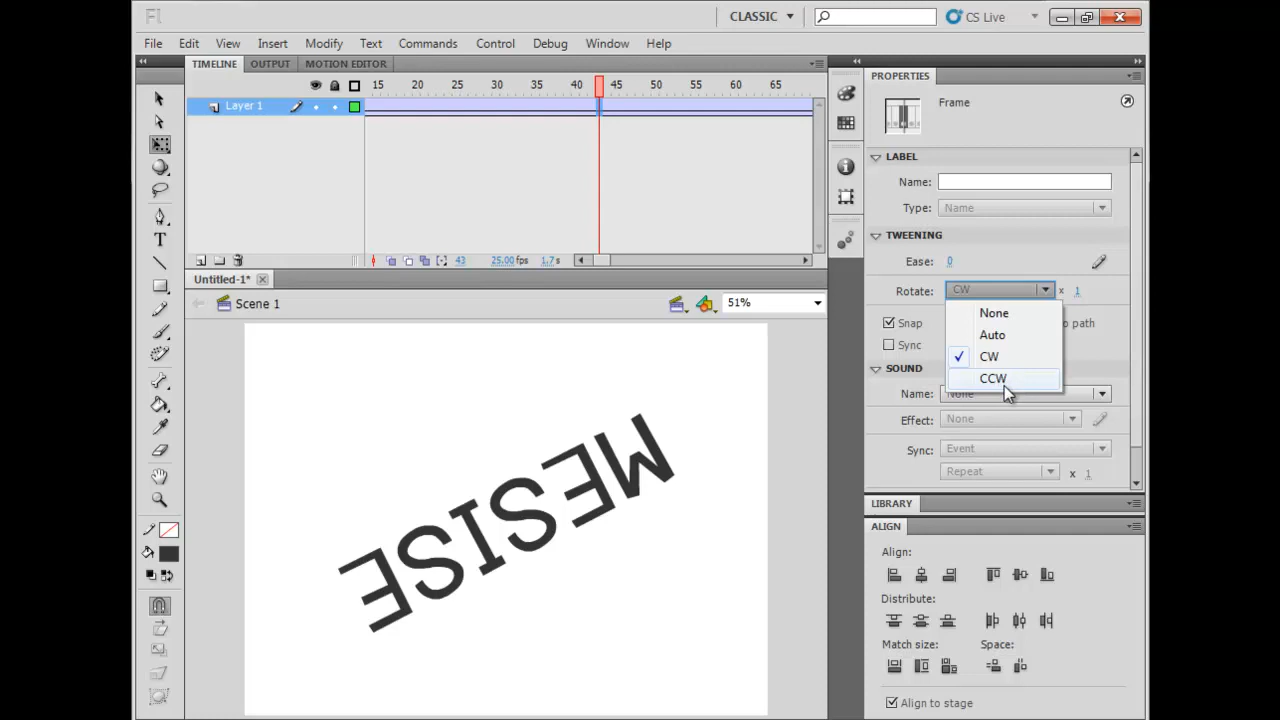 Fl
CLASSIC
CS Live
File Edit View Insert Modify Text Commands Control Debug Window Help
TIMELINE OUTPUT MOTION EDITOR
15 20 25 30 35 40 45 50 55 60 65
Layer 1
43 25.00 fps 1.7 s
Untitled-1*
Scene 1
51%
MESISE
PROPERTIES
Frame
LABEL
Name:
Type: Name
TWEENING
Ease: 0
Rotate: CW x 1
None
Auto
CW
CCW
Snap
o path
Sync
SOUND
Name: None
Effect: None
Sync: Event
Repeat x 1
LIBRARY
ALIGN
Align:
Distribute:
Match size: Space:
Align to stage